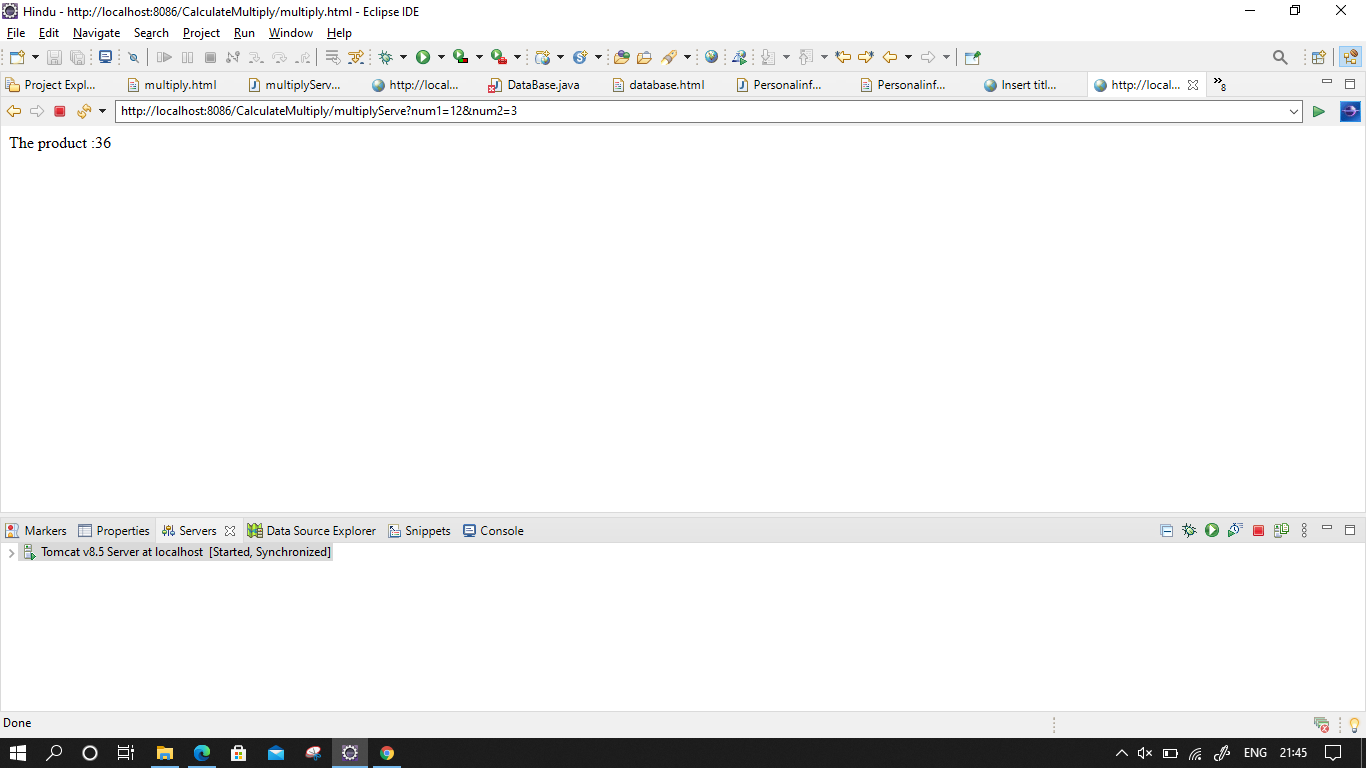 Hindu - http://localhost:8086/CalculateMultiply/multiply.html - Eclipse IDE
File Edit Navigate Search Project Run Window Help
Project Expl... multiply.html multiplyServ... http://local... DataBase.java database.html Personalinf... Personalinf... Insert titl... http://local... »8
http://localhost:8086/CalculateMultiply/multiplyServe?num1=12&num2=3
The product :36
Markers Properties Servers Data Source Explorer Snippets Console
Tomcat v8.5 Server at localhost [Started, Synchronized]
Done
ENG 21:45